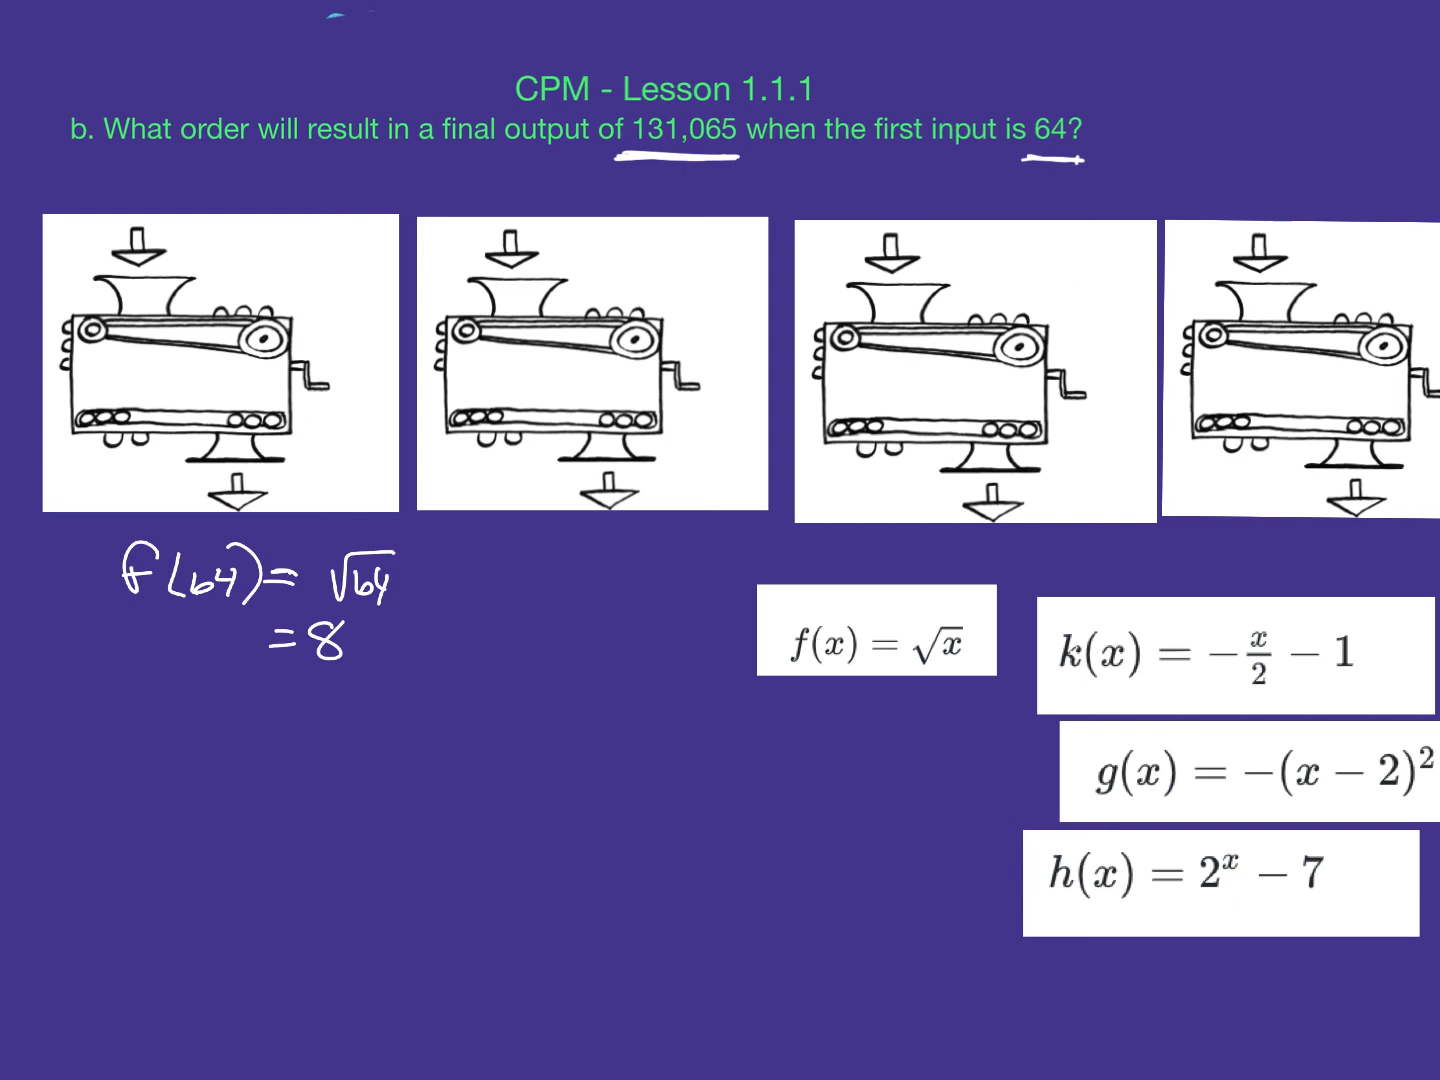 CPM - Lesson 1.1.1
b. What order will result in a final output of 131,065 when the first input is 64?
f(64) = √64
= 8
f(x) = √x
k(x) = -x/2 - 1
g(x) = -(x - 2)²
h(x) = 2ˣ - 7